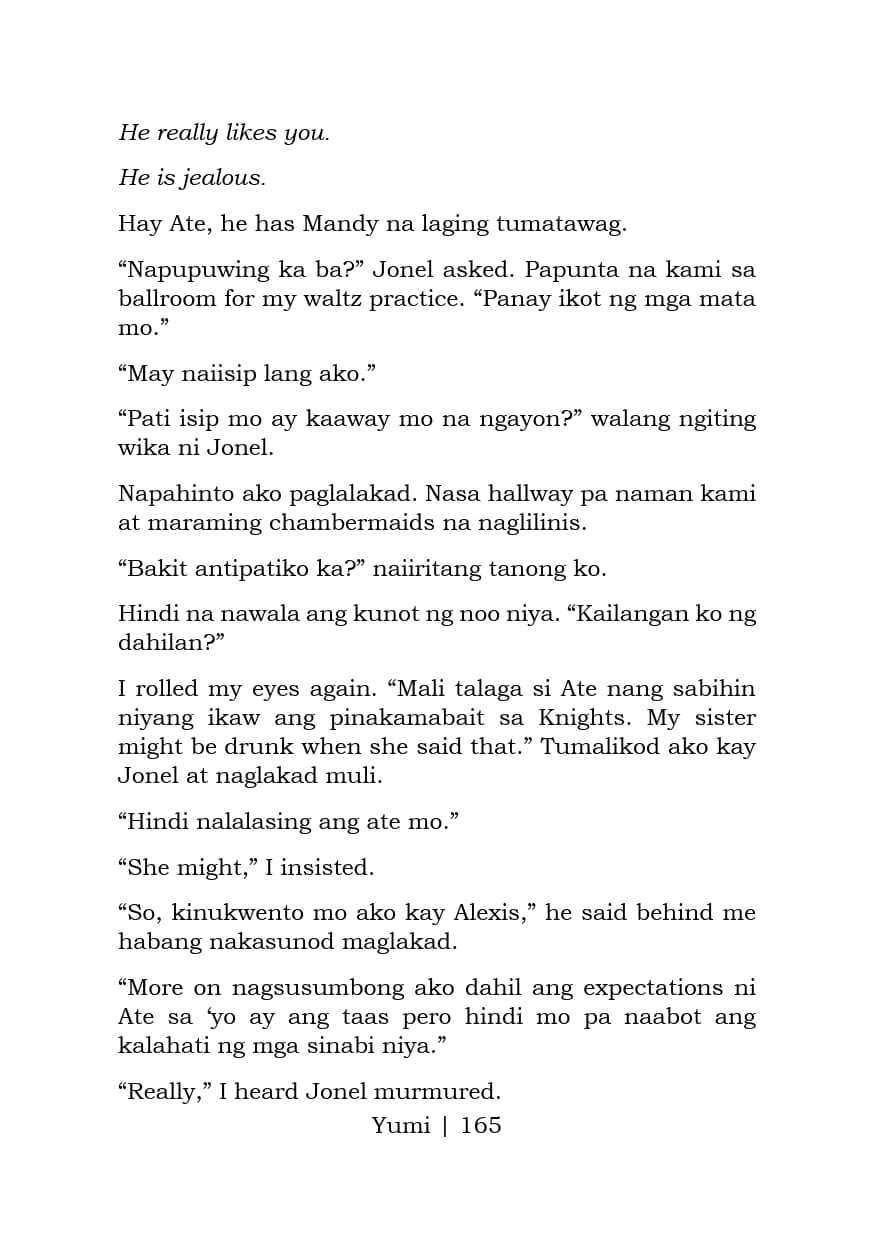 He really likes you.
He is jealous.
Hay Ate, he has Mandy na laging tumatawag.
“Napupuwing ka ba?” Jonel asked. Papunta na kami sa
ballroom for my waltz practice. “Panay ikot ng mga mata
mo.”
“May naiisip lang ako.”
“Pati isip mo ay kaaway mo na ngayon?” walang ngiting
wika ni Jonel.
Napahinto ako paglalakad. Nasa hallway pa naman kami
at maraming chambermaids na naglilinis.
“Bakit antipatiko ka?” naiiritang tanong ko.
Hindi na nawala ang kunot ng noo niya. “Kailangan ko ng
dahilan?”
I rolled my eyes again. “Mali talaga si Ate nang sabihin
niyang ikaw ang pinakamabait sa Knights. My sister
might be drunk when she said that.” Tumalikod ako kay
Jonel at naglakad muli.
“Hindi nalalasing ang ate mo.”
“She might,” I insisted.
“So, kinukwento mo ako kay Alexis,” he said behind me
habang nakasunod maglakad.
“More on nagsusumbong ako dahil ang expectations ni
Ate sa ‘yo ay ang taas pero hindi mo pa naabot ang
kalahati ng mga sinabi niya.”
“Really,” I heard Jonel murmured.
Yumi | 165